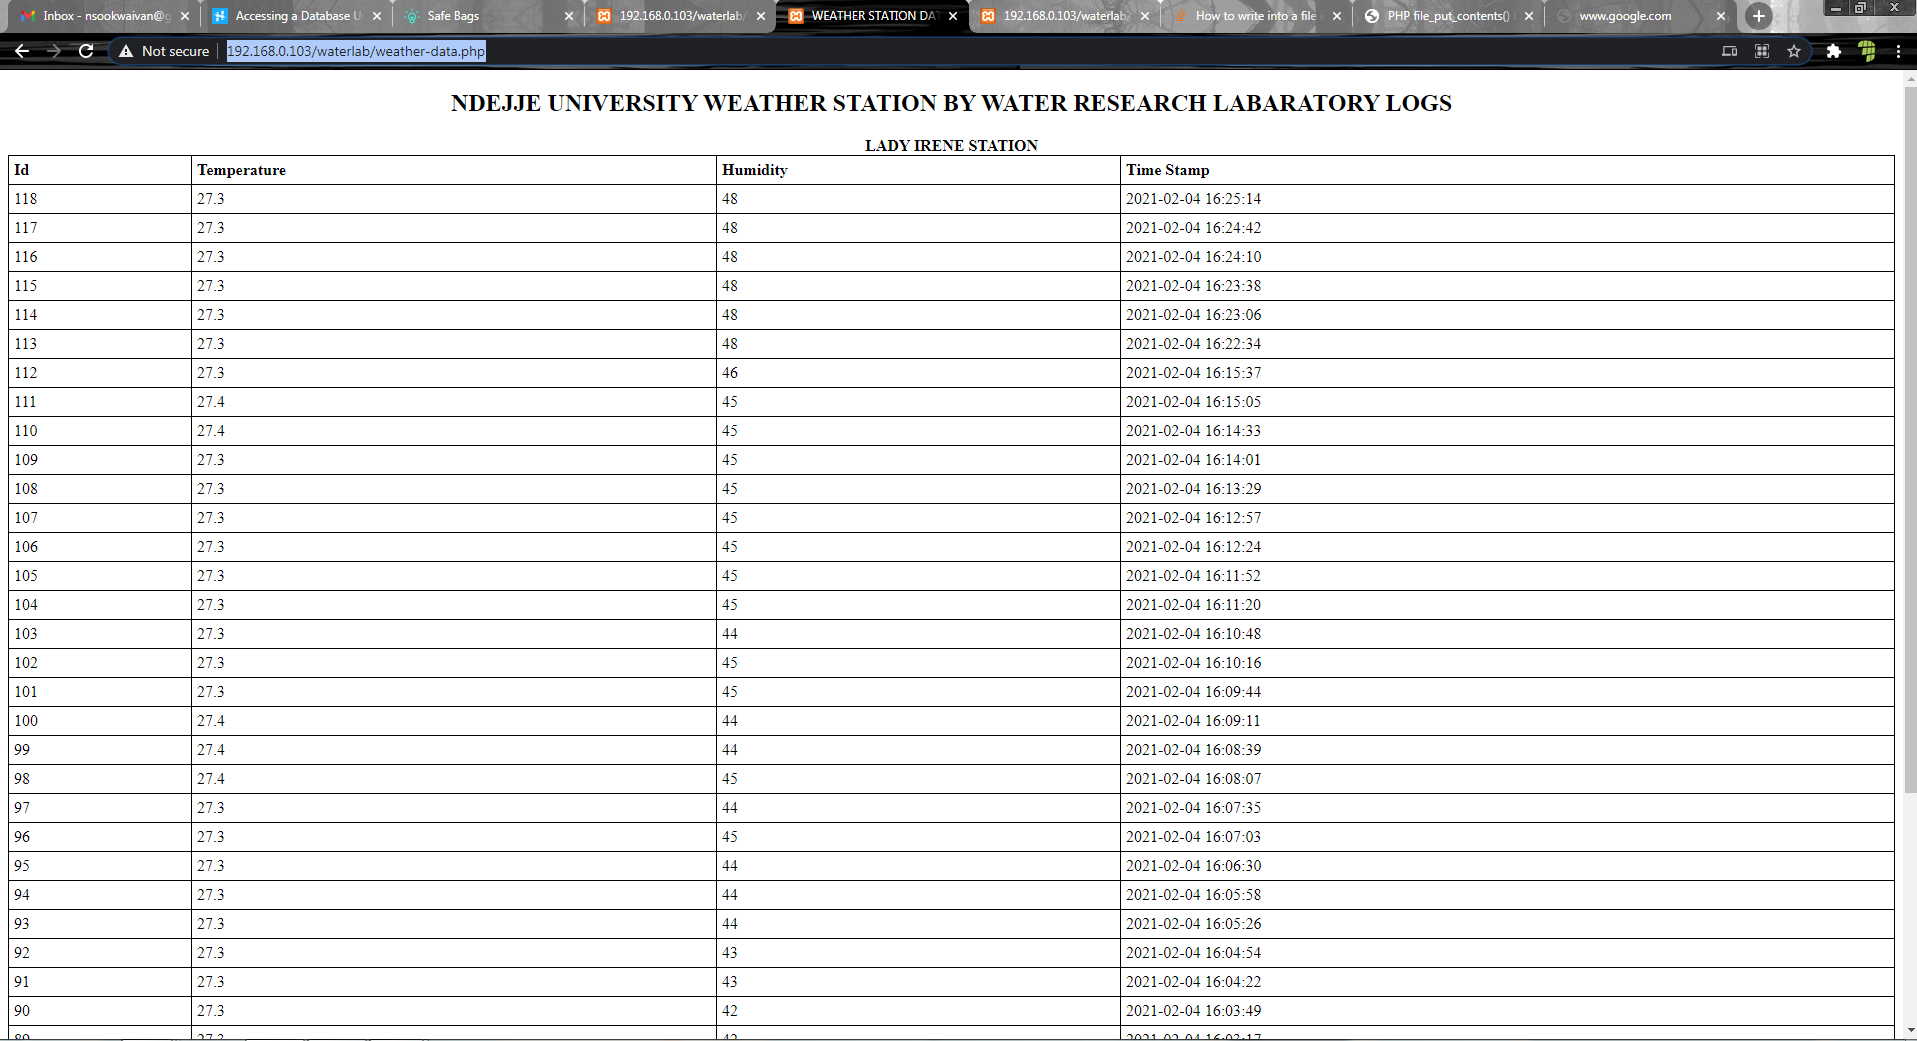 Inbox - nsookwaivan@g
Accessing a Database U
Safe Bags
192.168.0.103/waterlab/
WEATHER STATION DAT
192.168.0.103/waterlab/
How to write into a file i
PHP file_put_contents()
www.google.com
Not secure 192.168.0.103/waterlab/weather-data.php
NDEJJE UNIVERSITY WEATHER STATION BY WATER RESEARCH LABARATORY LOGS
LADY IRENE STATION
Id Temperature Humidity Time Stamp
118 27.3 48 2021-02-04 16:25:14
117 27.3 48 2021-02-04 16:24:42
116 27.3 48 2021-02-04 16:24:10
115 27.3 48 2021-02-04 16:23:38
114 27.3 48 2021-02-04 16:23:06
113 27.3 48 2021-02-04 16:22:34
112 27.3 46 2021-02-04 16:15:37
111 27.4 45 2021-02-04 16:15:05
110 27.4 45 2021-02-04 16:14:33
109 27.3 45 2021-02-04 16:14:01
108 27.3 45 2021-02-04 16:13:29
107 27.3 45 2021-02-04 16:12:57
106 27.3 45 2021-02-04 16:12:24
105 27.3 45 2021-02-04 16:11:52
104 27.3 45 2021-02-04 16:11:20
103 27.3 44 2021-02-04 16:10:48
102 27.3 45 2021-02-04 16:10:16
101 27.3 45 2021-02-04 16:09:44
100 27.4 44 2021-02-04 16:09:11
99 27.4 44 2021-02-04 16:08:39
98 27.4 45 2021-02-04 16:08:07
97 27.3 44 2021-02-04 16:07:35
96 27.3 45 2021-02-04 16:07:03
95 27.3 44 2021-02-04 16:06:30
94 27.3 44 2021-02-04 16:05:58
93 27.3 44 2021-02-04 16:05:26
92 27.3 43 2021-02-04 16:04:54
91 27.3 43 2021-02-04 16:04:22
90 27.3 42 2021-02-04 16:03:49